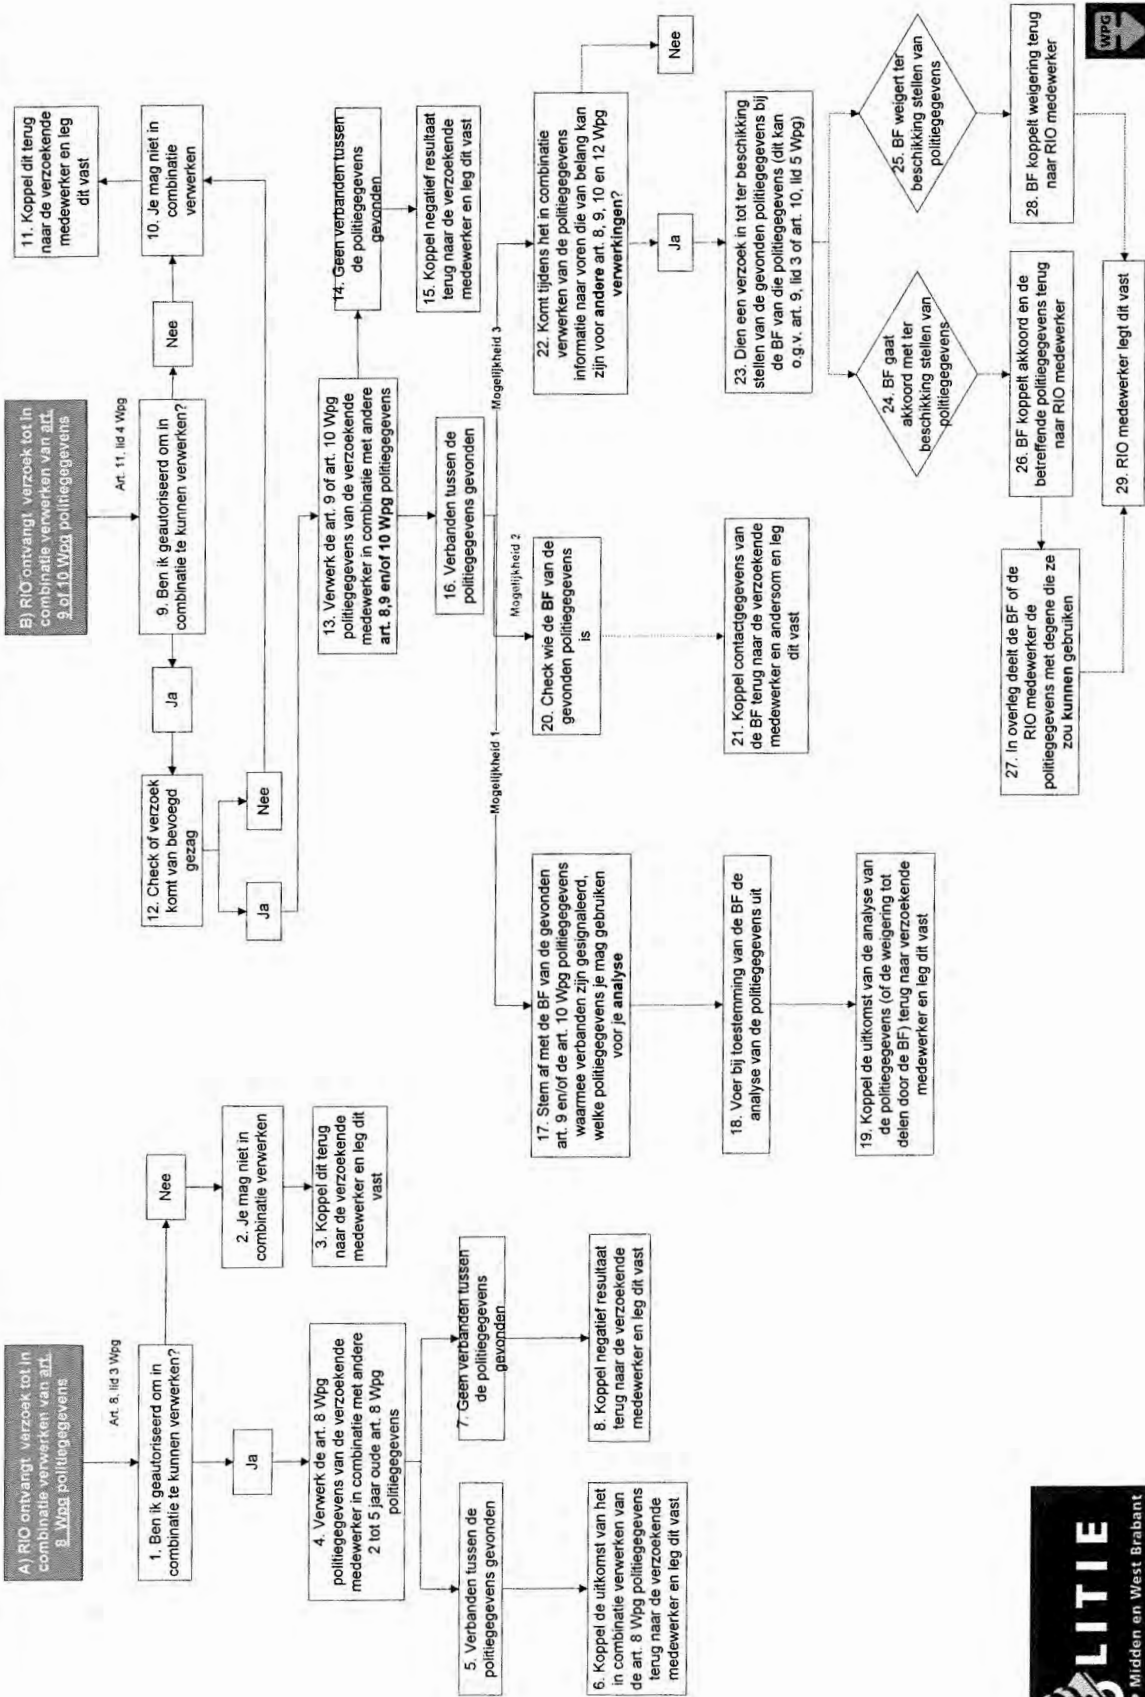 A) RIO ontvangt verzoek tot in
combinatie verwerken van art.
8 Wpg politiegegevens
Art. 8, lid 3 Wpg
1. Ben ik geautoriseerd om in
combinatie te kunnen verwerken?
Nee
2. Je mag niet in
combinatie verwerken
3. Koppel dit terug
naar de verzoekende
medewerker en leg dit
vast
Ja
4. Verwerk de art. 8 Wpg
politiegegevens van de verzoekende
medewerker in combinatie met andere
2 tot 5 jaar oude art. 8 Wpg
politiegegevens
5. Verbanden tussen de
politiegegevens gevonden
6. Koppel de uitkomst van het
in combinatie verwerken van
de art. 8 Wpg politiegegevens
terug naar de verzoekende
medewerker en leg dit vast
7. Geen verbanden tussen
de politiegegevens
gevonden
8. Koppel negatief resultaat
terug naar de verzoekende
medewerker en leg dit vast
B) RIO ontvangt verzoek tot in
combinatie verwerken van art.
9 of 10 Wpg politiegegevens
Art. 11, lid 4 Wpg
9. Ben ik geautoriseerd om in
combinatie te kunnen verwerken?
Nee
10. Je mag niet in
combinatie
verwerken
11. Koppel dit terug
naar de verzoekende
medewerker en leg
dit vast
Ja
12. Check of verzoek
komt van bevoegd
gezag
Nee
Ja
13. Verwerk de art. 9 of art. 10 Wpg
politiegegevens van de verzoekende
medewerker in combinatie met andere
art. 8,9 en/of 10 Wpg politiegegevens
14. Geen verbanden tussen
de politiegegevens
gevonden
15. Koppel negatief resultaat
terug naar de verzoekende
medewerker en leg dit vast
16. Verbanden tussen de
politiegegevens gevonden
Mogelijkheid 1
17. Stem af met de BF van de gevonden
art. 9 en/of de art. 10 Wpg politiegegevens
waarmee verbanden zijn gesignaleerd,
welke politiegegevens je mag gebruiken
voor je analyse
18. Voer bij toestemming van de BF de
analyse van de politiegegevens uit
19. Koppel de uitkomst van de analyse van
de politiegegevens (of de weigering tot
delen door de BF) terug naar verzoekende
medewerker en leg dit vast
Mogelijkheid 2
20. Check wie de BF van de
gevonden politiegegevens
is
21. Koppel contactgegevens van
de BF terug naar de verzoekende
medewerker en andersom en leg
dit vast
Mogelijkheid 3
22. Komt tijdens het in combinatie
verwerken van de politiegegevens
informatie naar voren die van belang kan
zijn voor andere art. 8, 9, 10 en 12 Wpg
verwerkingen?
Nee
Ja
23. Dien een verzoek in tot ter beschikking
stellen van de gevonden politiegegevens bij
de BF van die politiegegevens (dit kan
o.g.v. art. 9, lid 3 of art. 10, lid 5 Wpg)
24. BF gaat
akkoord met ter
beschikking stellen van
politiegegevens
25. BF weigert ter
beschikking stellen van
politiegegevens
26. BF koppelt akkoord en de
betreffende politiegegevens terug
naar RIO medewerker
27. In overleg deelt de BF of de
RIO medewerker de
politiegegevens met degene die ze
zou kunnen gebruiken
28. BF koppelt weigering terug
naar RIO medewerker
29. RIO medewerker legt dit vast
WPG
LITIE
Midden en West Brabant